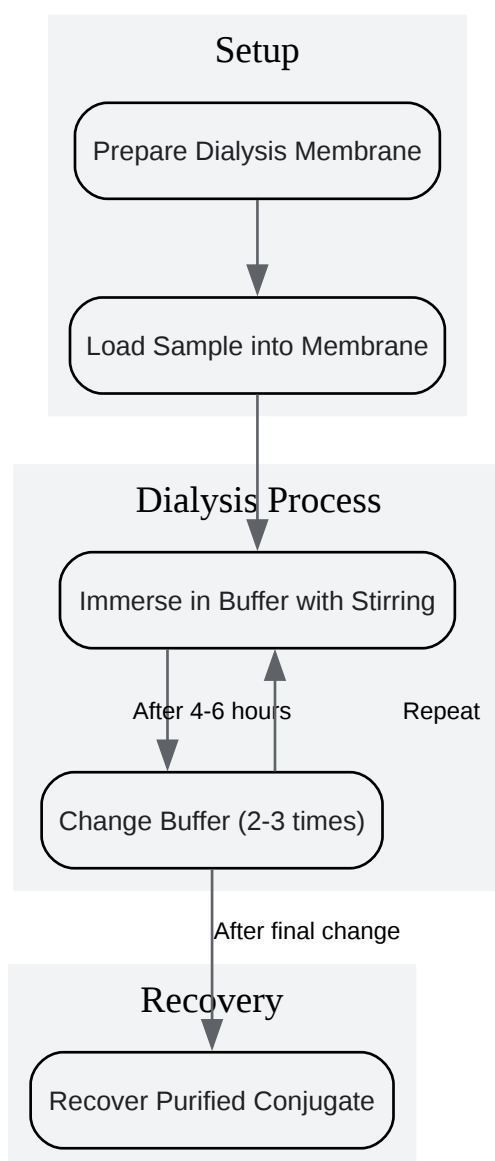 Setup
Prepare Dialysis Membrane
Load Sample into Membrane
Dialysis Process
Immerse in Buffer with Stirring
After 4-6 hours
Repeat
Change Buffer (2-3 times)
After final change
Recovery
Recover Purified Conjugate